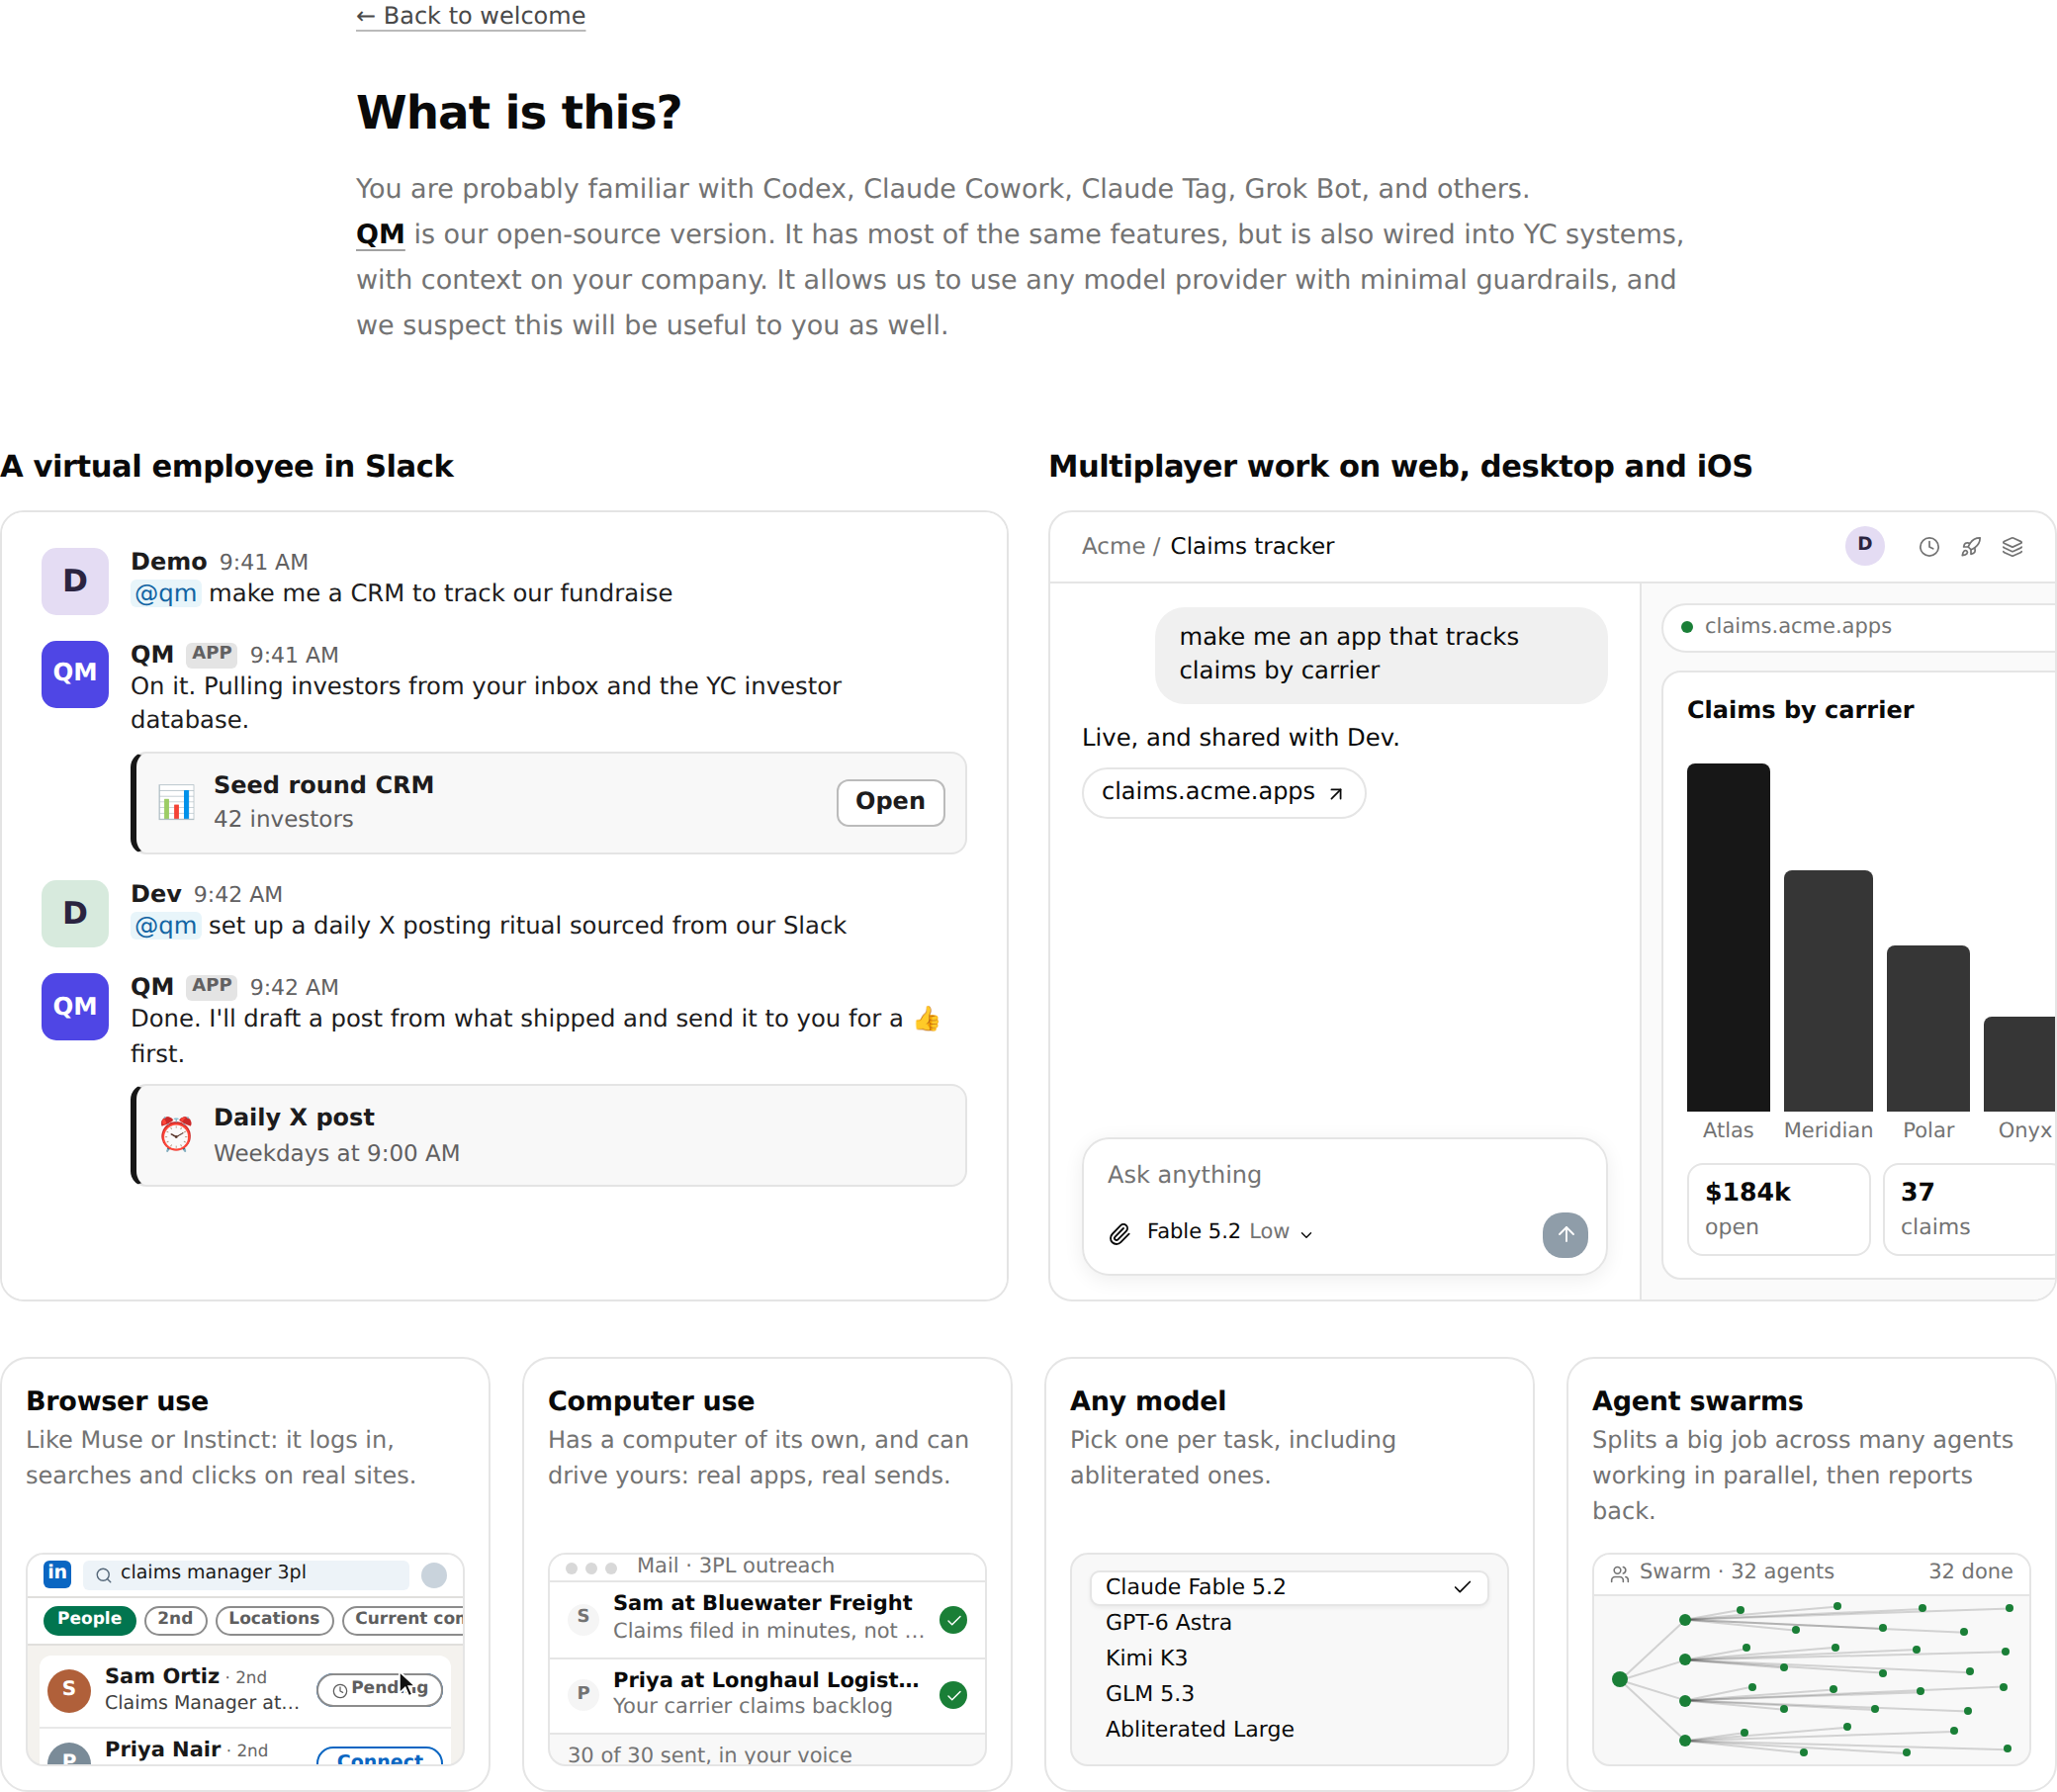 ← Back to welcome
What is this?
You are probably familiar with Codex, Claude Cowork, Claude Tag, Grok Bot, and others.
QM is our open-source version. It has most of the same features, but is also wired into YC systems,
with context on your company. It allows us to use any model provider with minimal guardrails, and
we suspect this will be useful to you as well.
A virtual employee in Slack
D
Demo 9:41 AM
@qm make me a CRM to track our fundraise
QM
QM APP 9:41 AM
On it. Pulling investors from your inbox and the YC investor
database.
Seed round CRM
42 investors
Open
D
Dev 9:42 AM
@qm set up a daily X posting ritual sourced from our Slack
QM
QM APP 9:42 AM
Done. I'll draft a post from what shipped and send it to you for a 👍
first.
Daily X post
Weekdays at 9:00 AM
Multiplayer work on web, desktop and iOS
Acme / Claims tracker
D
make me an app that tracks
claims by carrier
Live, and shared with Dev.
claims.acme.apps
Ask anything
Fable 5.2 Low
claims.acme.apps
Claims by carrier
Atlas Meridian Polar Onyx
$184k
open
37
claims
Browser use
Like Muse or Instinct: it logs in,
searches and clicks on real sites.
in
claims manager 3pl
People 2nd Locations Current
S
Sam Ortiz · 2nd
Claims Manager at…
Pending
P
Priya Nair · 2nd
Connect
Computer use
Has a computer of its own, and can
drive yours: real apps, real sends.
Mail · 3PL outreach
S
Sam at Bluewater Freight
Claims filed in minutes, not …
P
Priya at Longhaul Logist…
Your carrier claims backlog
30 of 30 sent, in your voice
Any model
Pick one per task, including
abliterated ones.
Claude Fable 5.2
GPT-6 Astra
Kimi K3
GLM 5.3
Abliterated Large
Agent swarms
Splits a big job across many agents
working in parallel, then reports
back.
Swarm · 32 agents 32 done